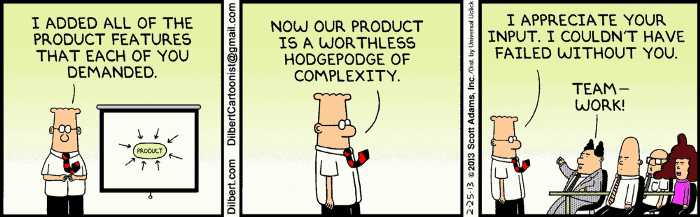 I ADDED ALL OF THE
PRODUCT FEATURES
THAT EACH OF YOU
DEMANDED.
PRODUCT
Dilbert.com DilbertCartoonist@gmail.com
NOW OUR PRODUCT
IS A WORTHLESS
HODGEPODGE OF
COMPLEXITY.
2-25-13 ©2013 Scott Adams, Inc. /Dist. by Universal Uclick
I APPRECIATE YOUR
INPUT. I COULDN'T HAVE
FAILED WITHOUT YOU.
TEAM-
WORK!